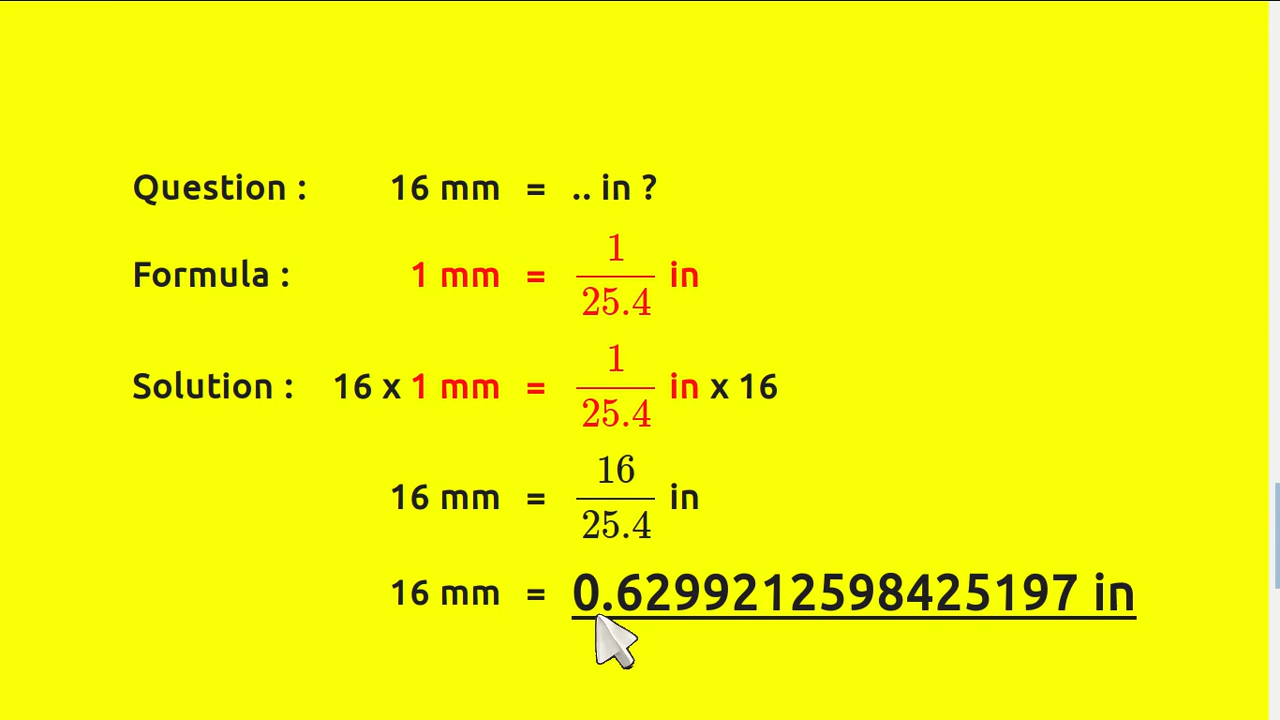 Question : 16 mm = .. in ?
Formula : 1 mm = 1/25.4 in
Solution : 16 x 1 mm = 1/25.4 in x 16
16 mm = 16/25.4 in
16 mm = 0.6299212598425197 in